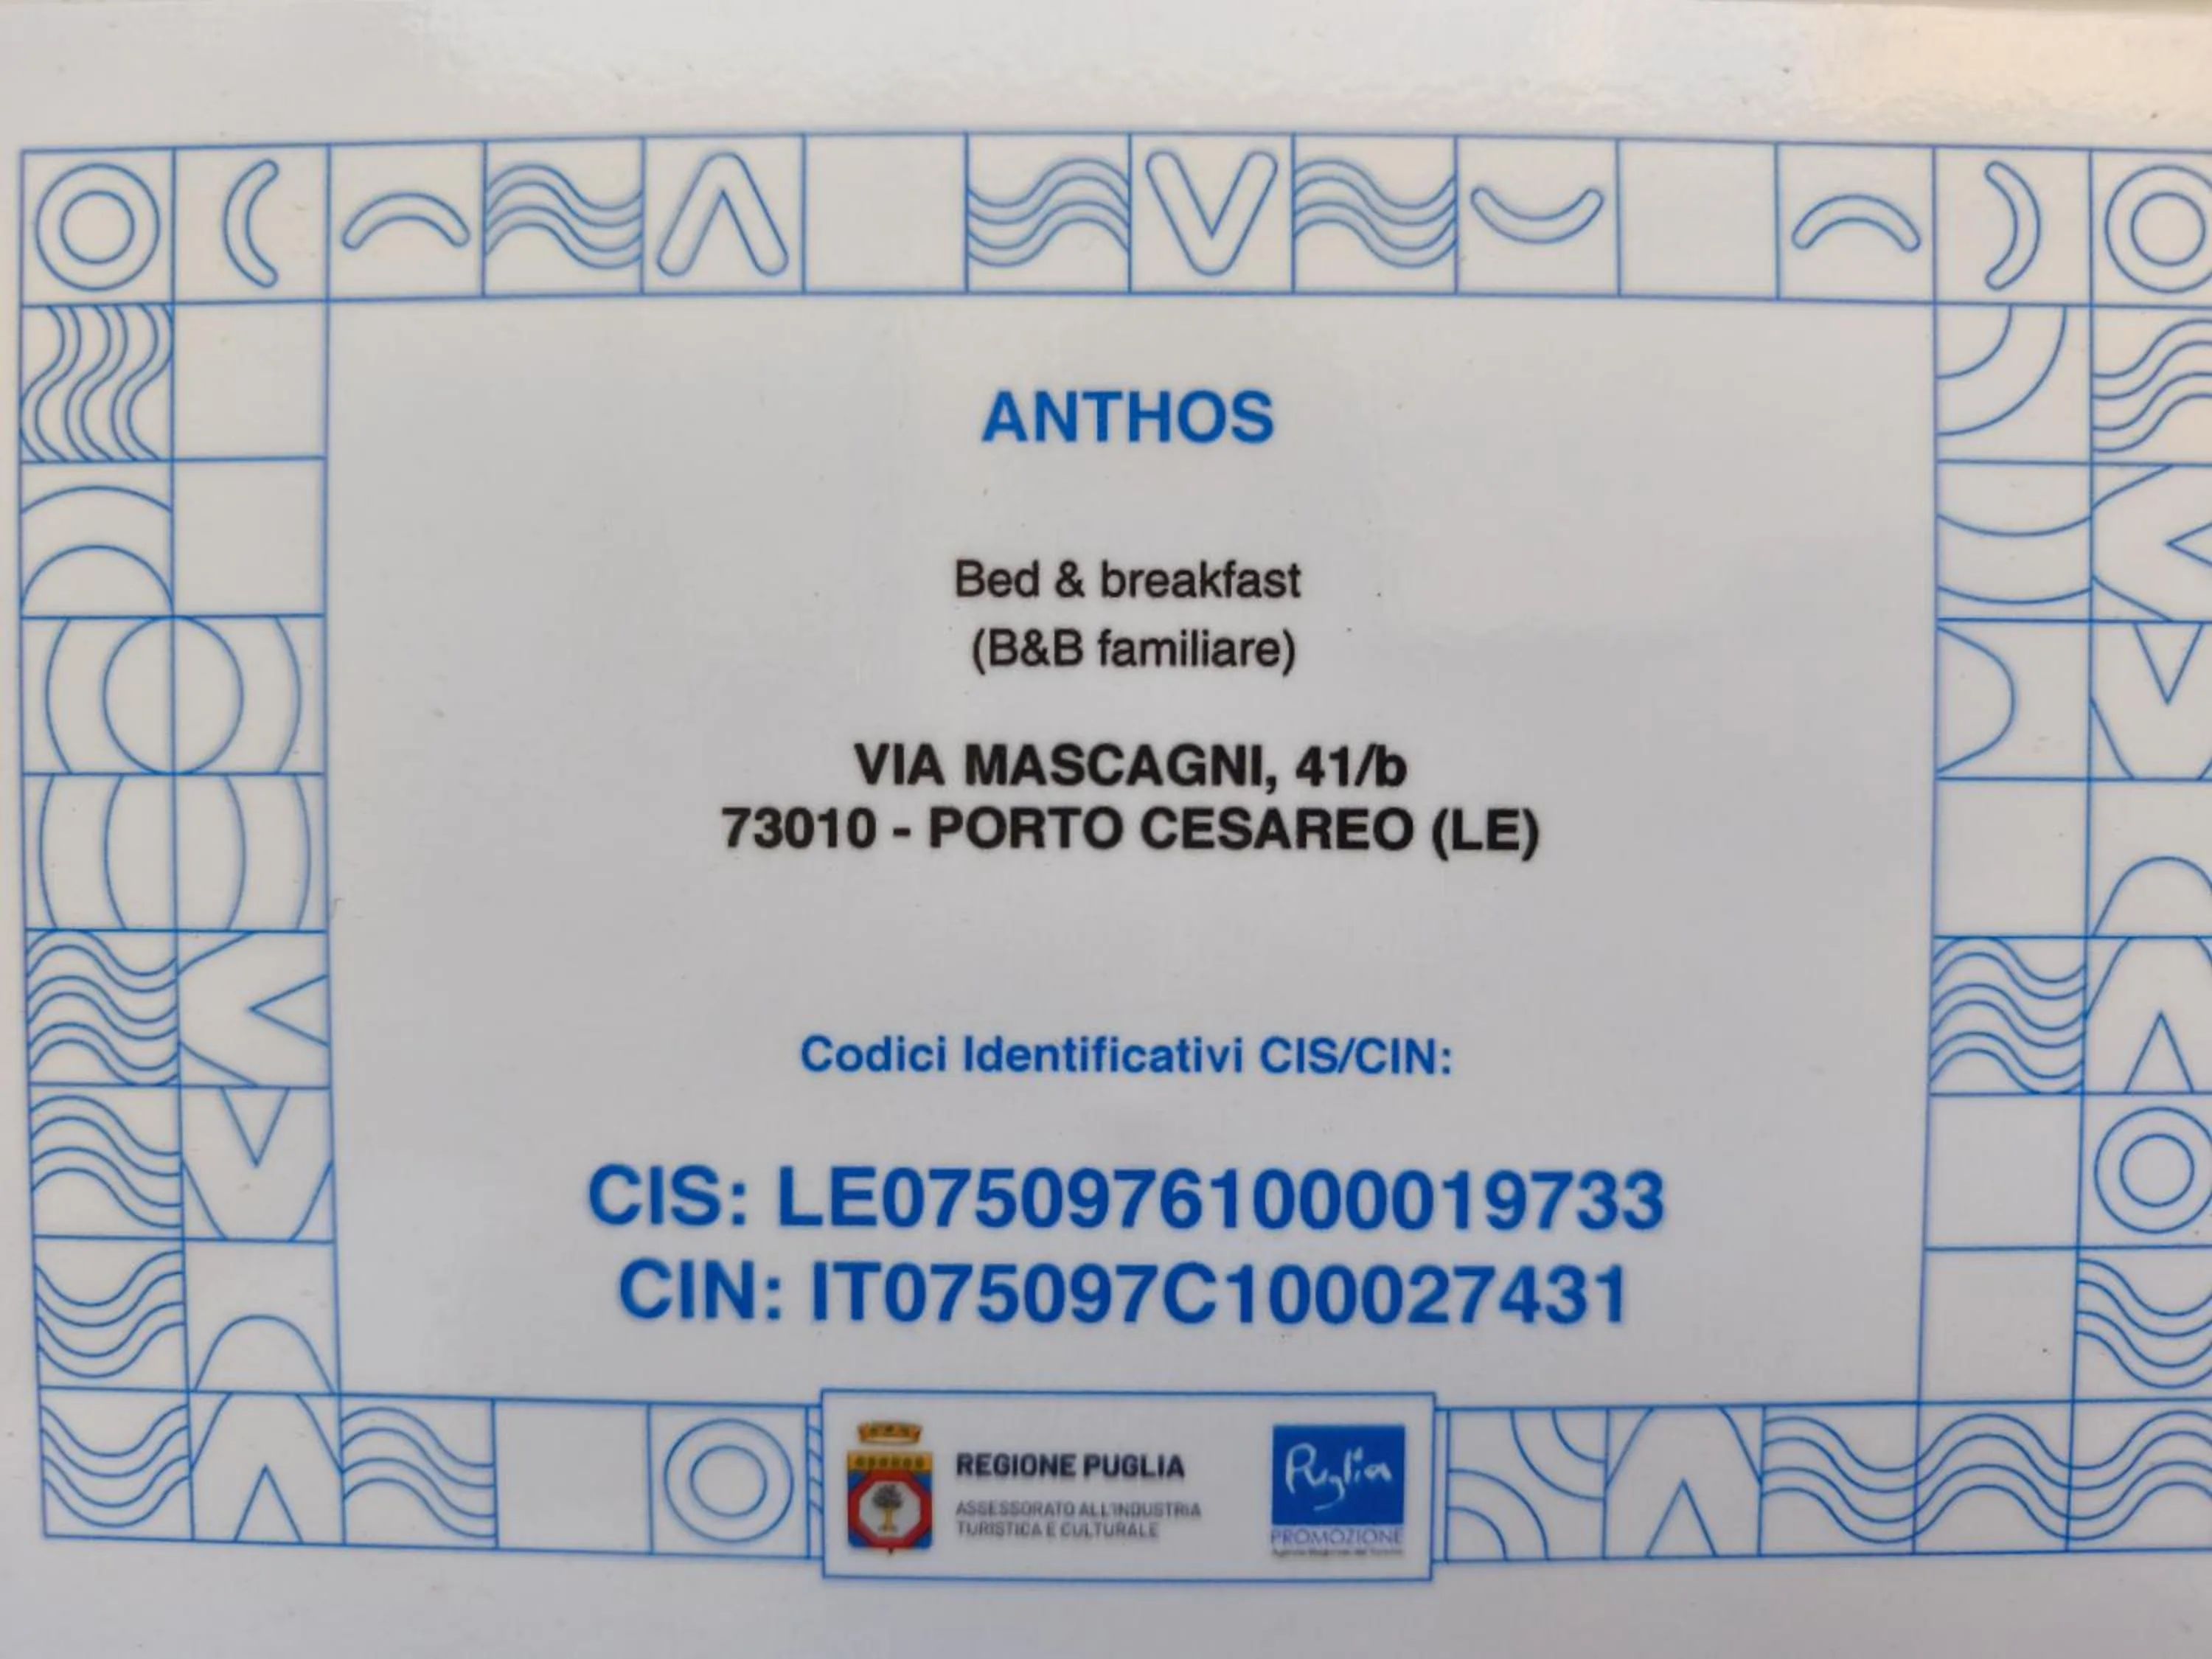 ANTHOS
Bed & breakfast
(B&B familiare)
VIA MASCAGNI, 41/b
73010 - PORTO CESAREO (LE)
Codici Identificativi CIS/CIN:
CIS: LE07509761000019733
CIN: IT075097C100027431
REGIONE PUGLIA
ASSESSORATO ALL'INDUSTRIA
TURISTICA E CULTURALE
Puglia
PROMOZIONE